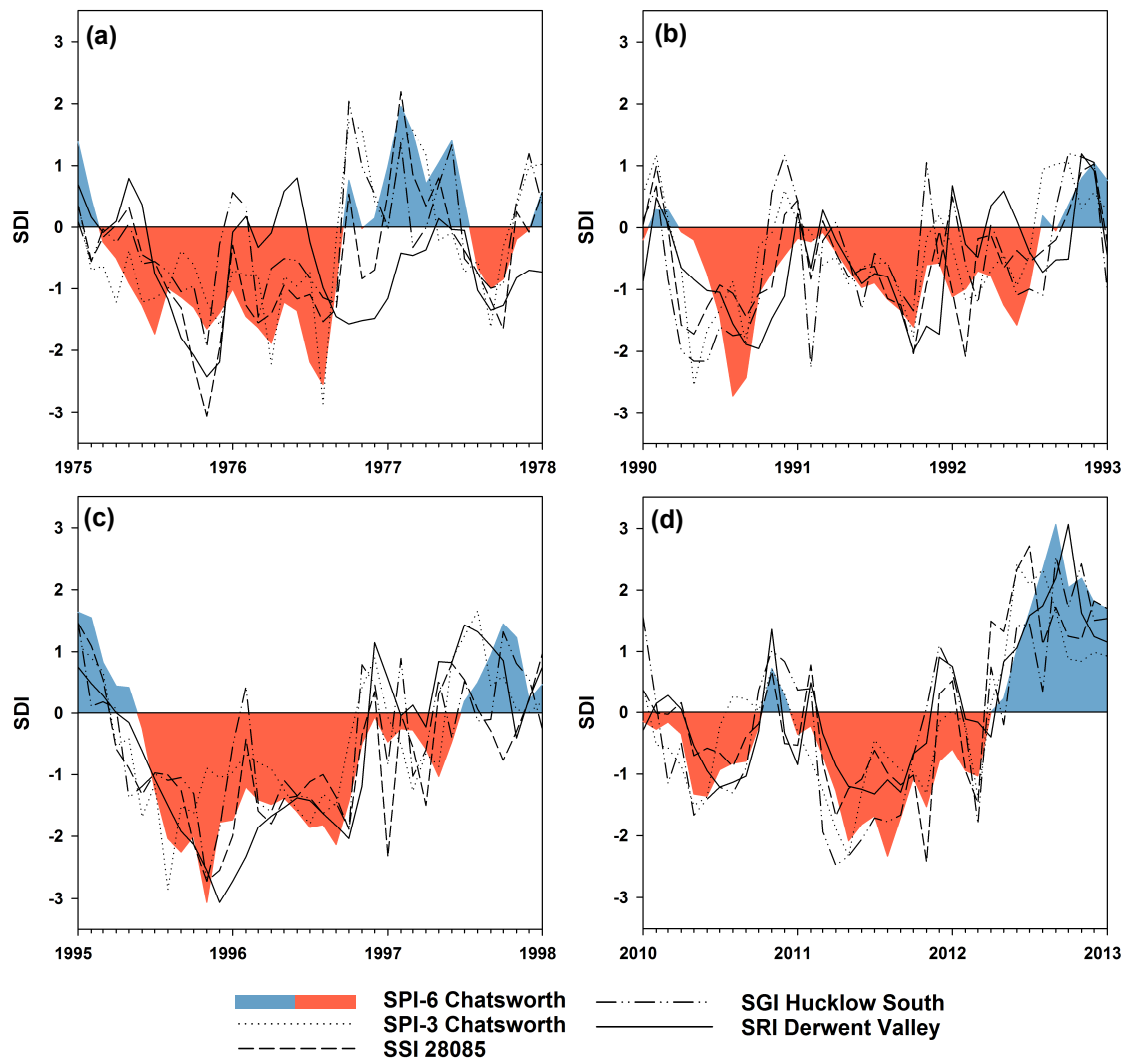 (a)
3
2
1
0
-1
-2
-3
SDI
1975 1976 1977 1978
(b)
3
2
1
0
-1
-2
-3
SDI
1990 1991 1992 1993
(c)
3
2
1
0
-1
-2
-3
SDI
1995 1996 1997 1998
(d)
3
2
1
0
-1
-2
-3
SDI
2010 2011 2012 2013
SPI-6 Chatsworth
SPI-3 Chatsworth
SSI 28085
SGI Hucklow South
SRI Derwent Valley